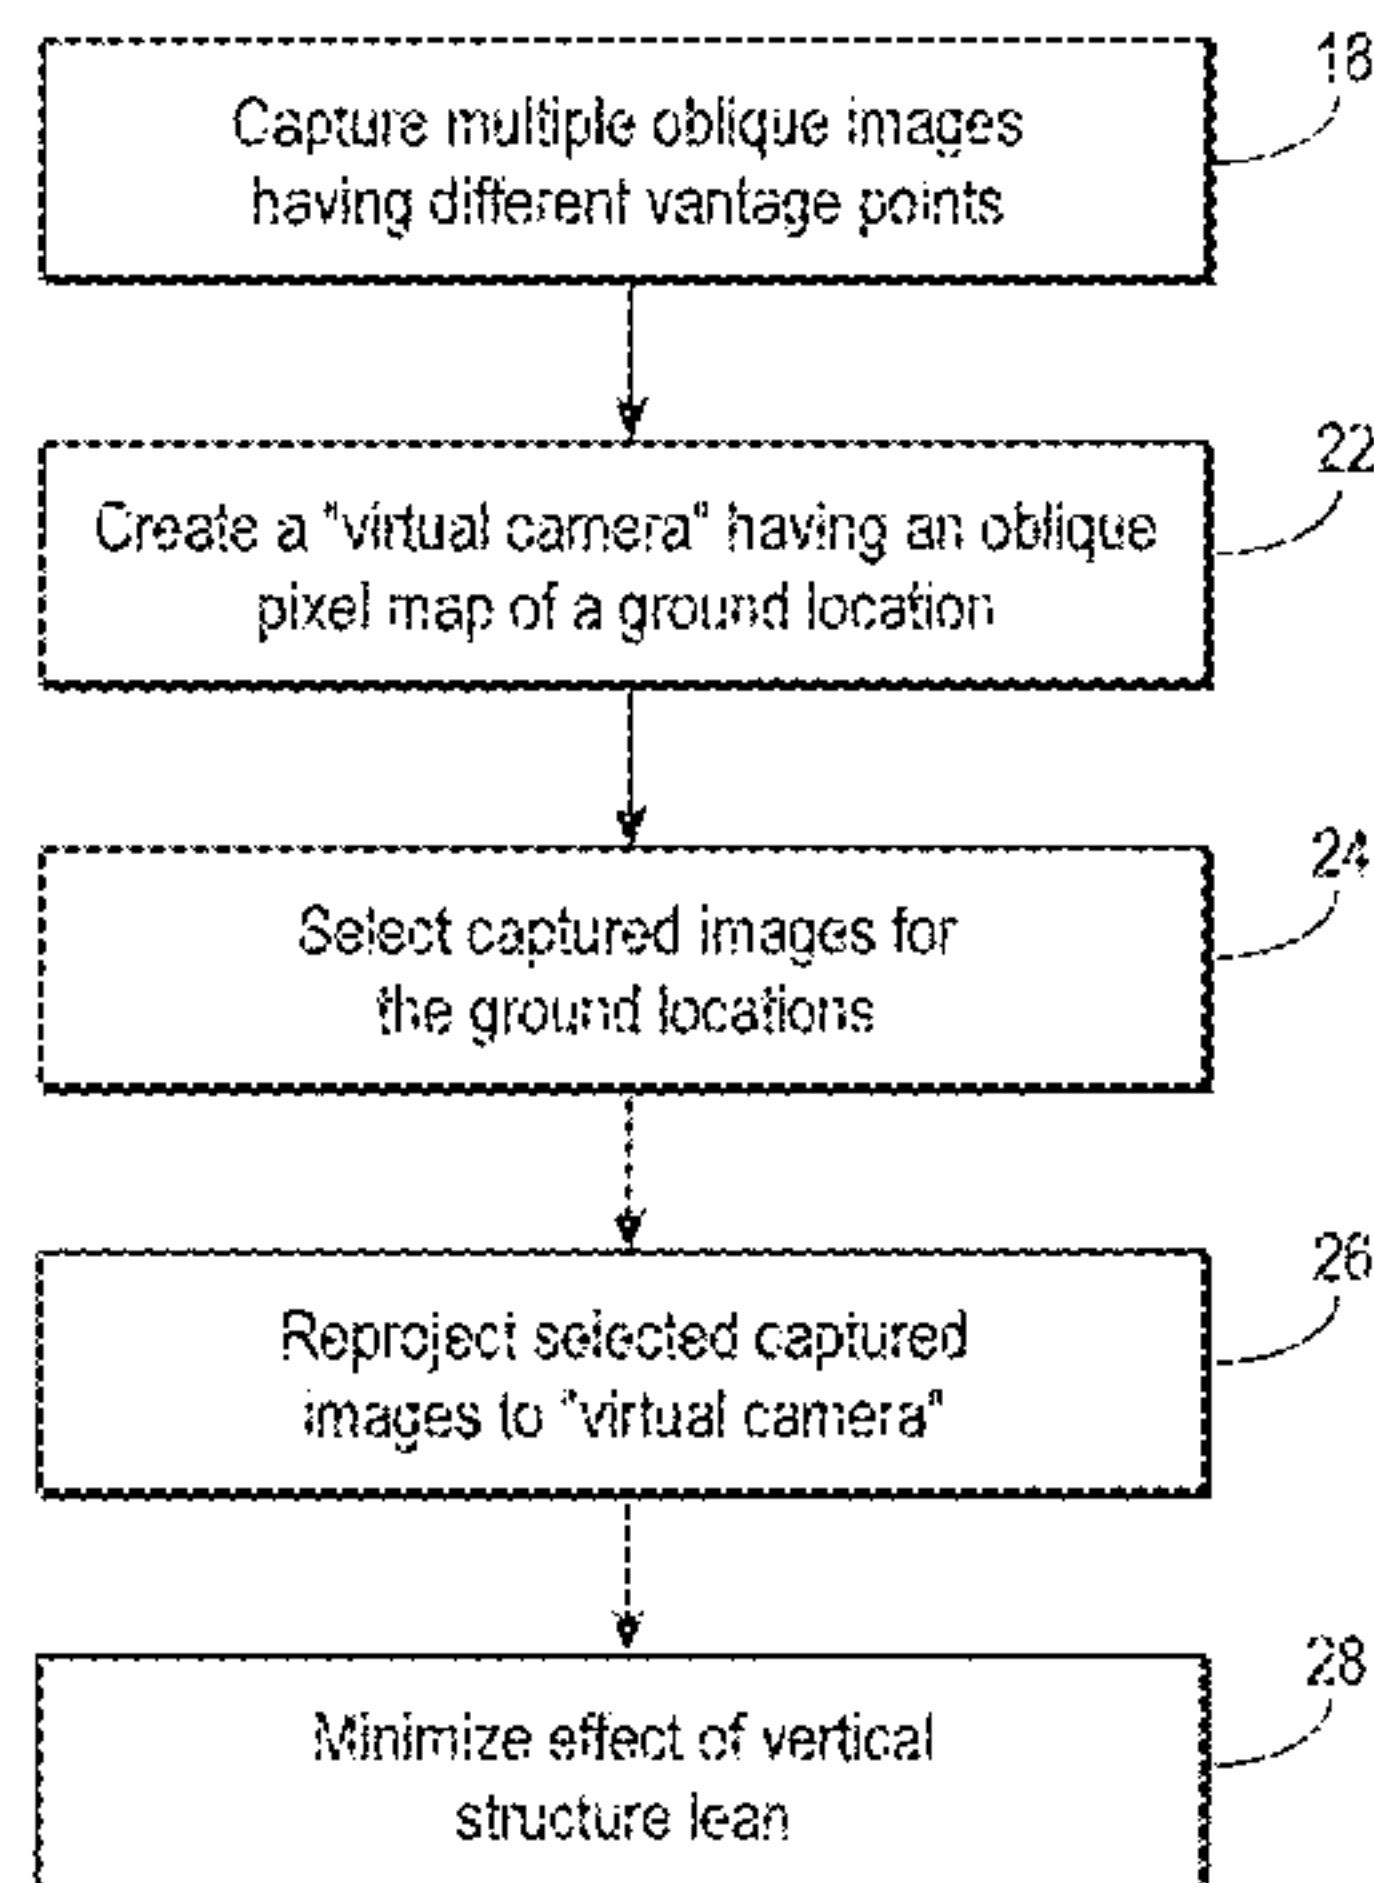 Capture multiple oblique images
having different vantage points
18
Create a "virtual camera" having an oblique
pixel map of a ground location
22
Select captured images for
the ground locations
24
Reproject selected captured
images to "virtual camera"
26
Minimize effect of vertical
structure lean
28